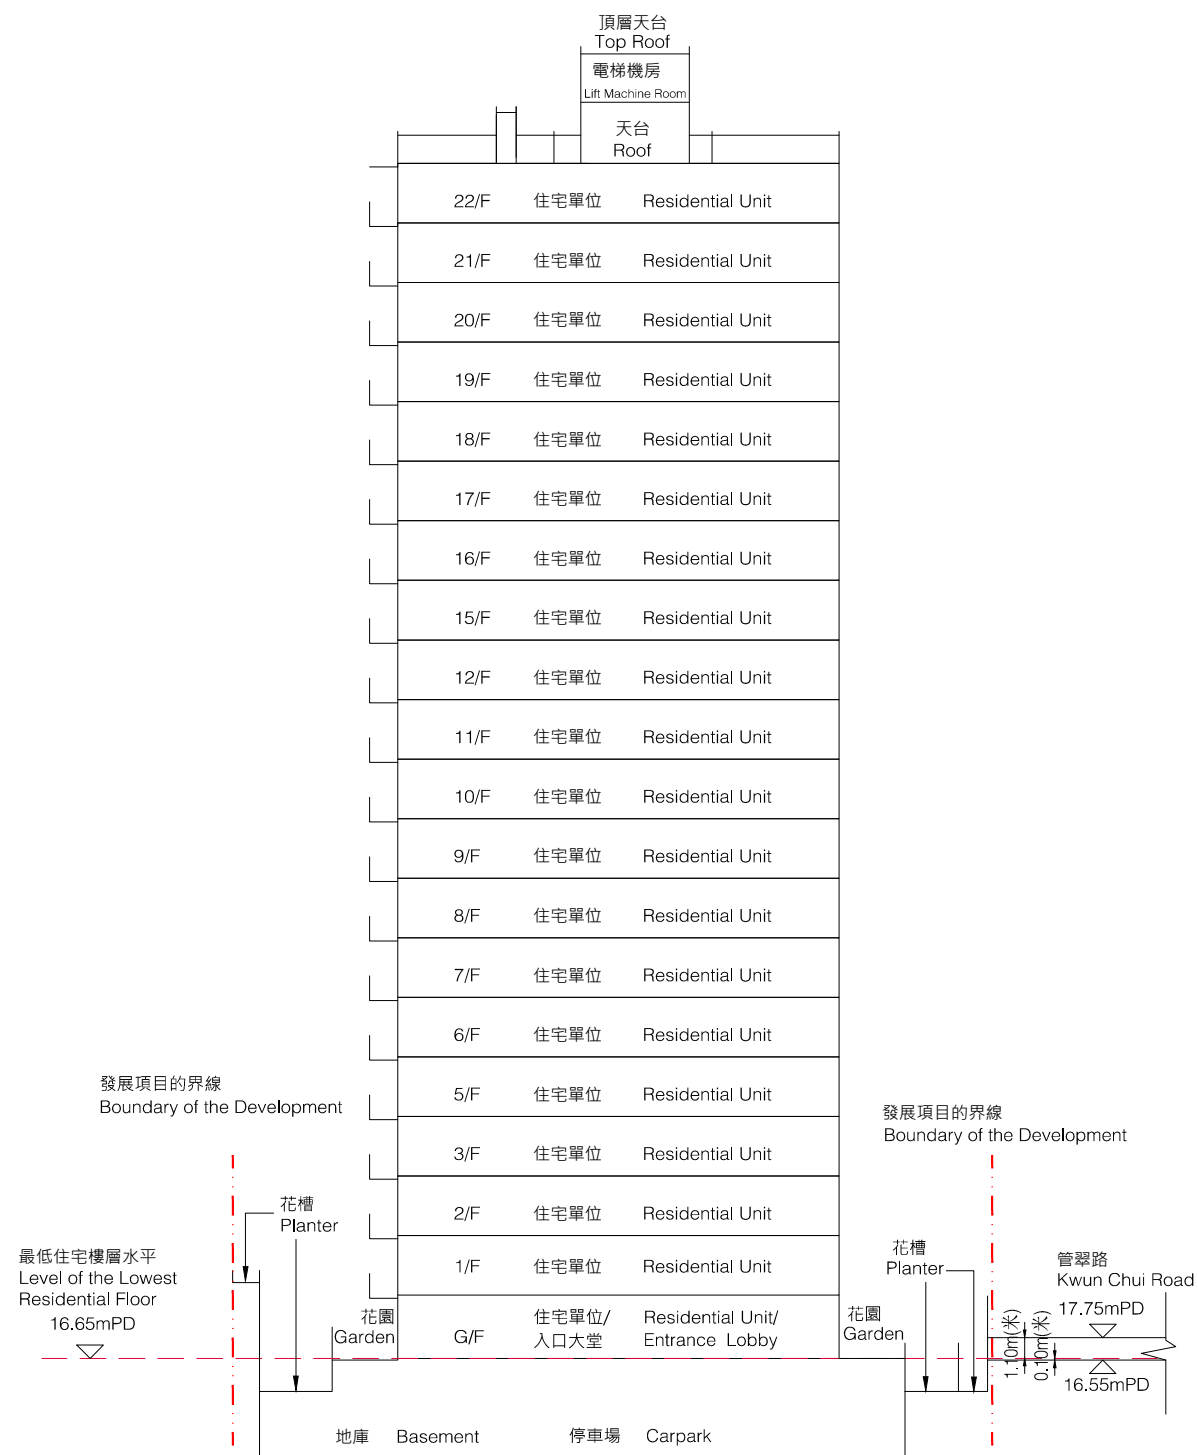 頂層天台
Top Roof
電梯機房
Lift Machine Room
天台
Roof
22/F 住宅單位 Residential Unit
21/F 住宅單位 Residential Unit
20/F 住宅單位 Residential Unit
19/F 住宅單位 Residential Unit
18/F 住宅單位 Residential Unit
17/F 住宅單位 Residential Unit
16/F 住宅單位 Residential Unit
15/F 住宅單位 Residential Unit
12/F 住宅單位 Residential Unit
11/F 住宅單位 Residential Unit
10/F 住宅單位 Residential Unit
9/F 住宅單位 Residential Unit
8/F 住宅單位 Residential Unit
7/F 住宅單位 Residential Unit
6/F 住宅單位 Residential Unit
5/F 住宅單位 Residential Unit
3/F 住宅單位 Residential Unit
2/F 住宅單位 Residential Unit
1/F 住宅單位 Residential Unit
G/F 住宅單位/ Residential Unit/
入口大堂 Entrance Lobby
發展項目的界線
Boundary of the Development
花槽
Planter
最低住宅樓層水平
Level of the Lowest
Residential Floor
16.65mPD
花園
Garden
花園
Garden
發展項目的界線
Boundary of the Development
花槽
Planter
管翠路
Kwun Chui Road
17.75mPD
1.10m(米)
0.10m(米)
16.55mPD
地庫 Basement 停車場 Carpark